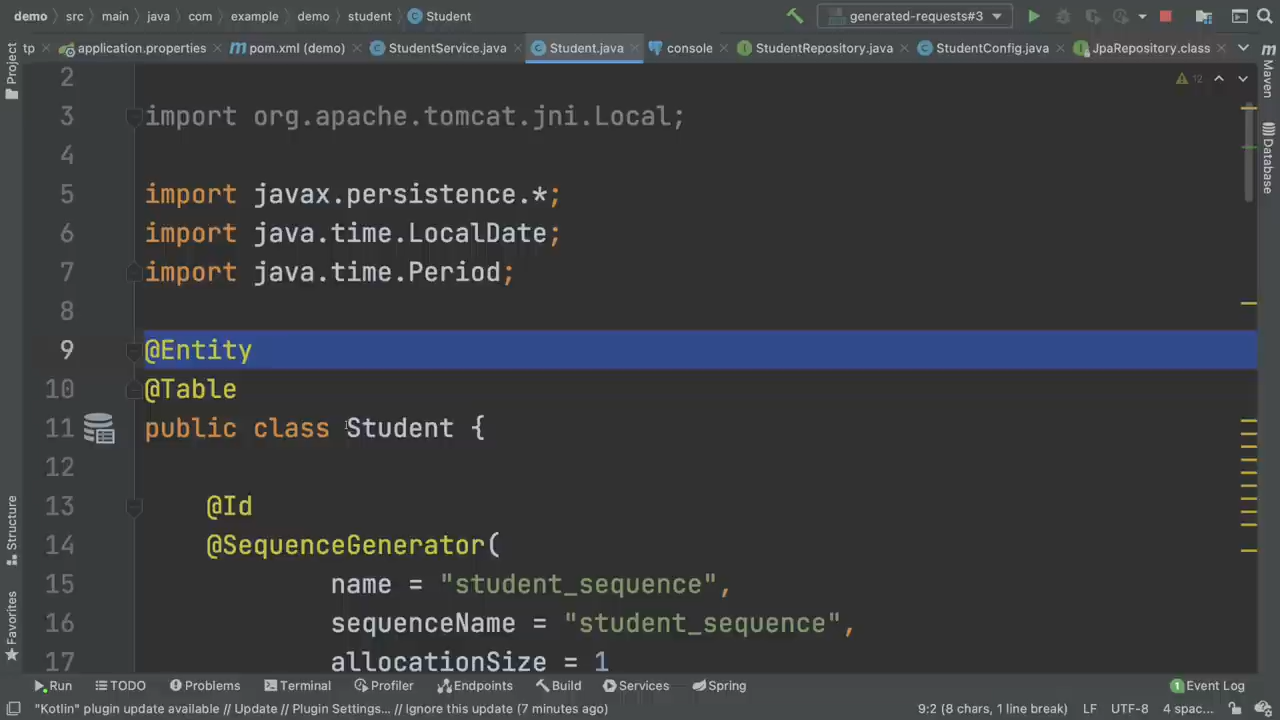 demo > src > main > java > com > example > demo > student > Student
generated-requests#3
tp
application.properties
pom.xml (demo)
StudentService.java
Student.java
console
StudentRepository.java
StudentConfig.java
JpaRepository.class
Project
Structure
Favorites
Maven
Database
12
2
3 import org.apache.tomcat.jni.Local;
4
5 import javax.persistence.*;
6 import java.time.LocalDate;
7 import java.time.Period;
8
9 @Entity
10 @Table
11 public class Student {
12
13 @Id
14 @SequenceGenerator(
15 name = "student_sequence",
16 sequenceName = "student_sequence",
17 allocationSize = 1
Run TODO Problems Terminal Profiler Endpoints Build Services Spring 1 Event Log
"Kotlin" plugin update available // Update // Plugin Settings... // Ignore this update (7 minutes ago) 9:2 (8 chars, 1 line break) LF UTF-8 4 spac...